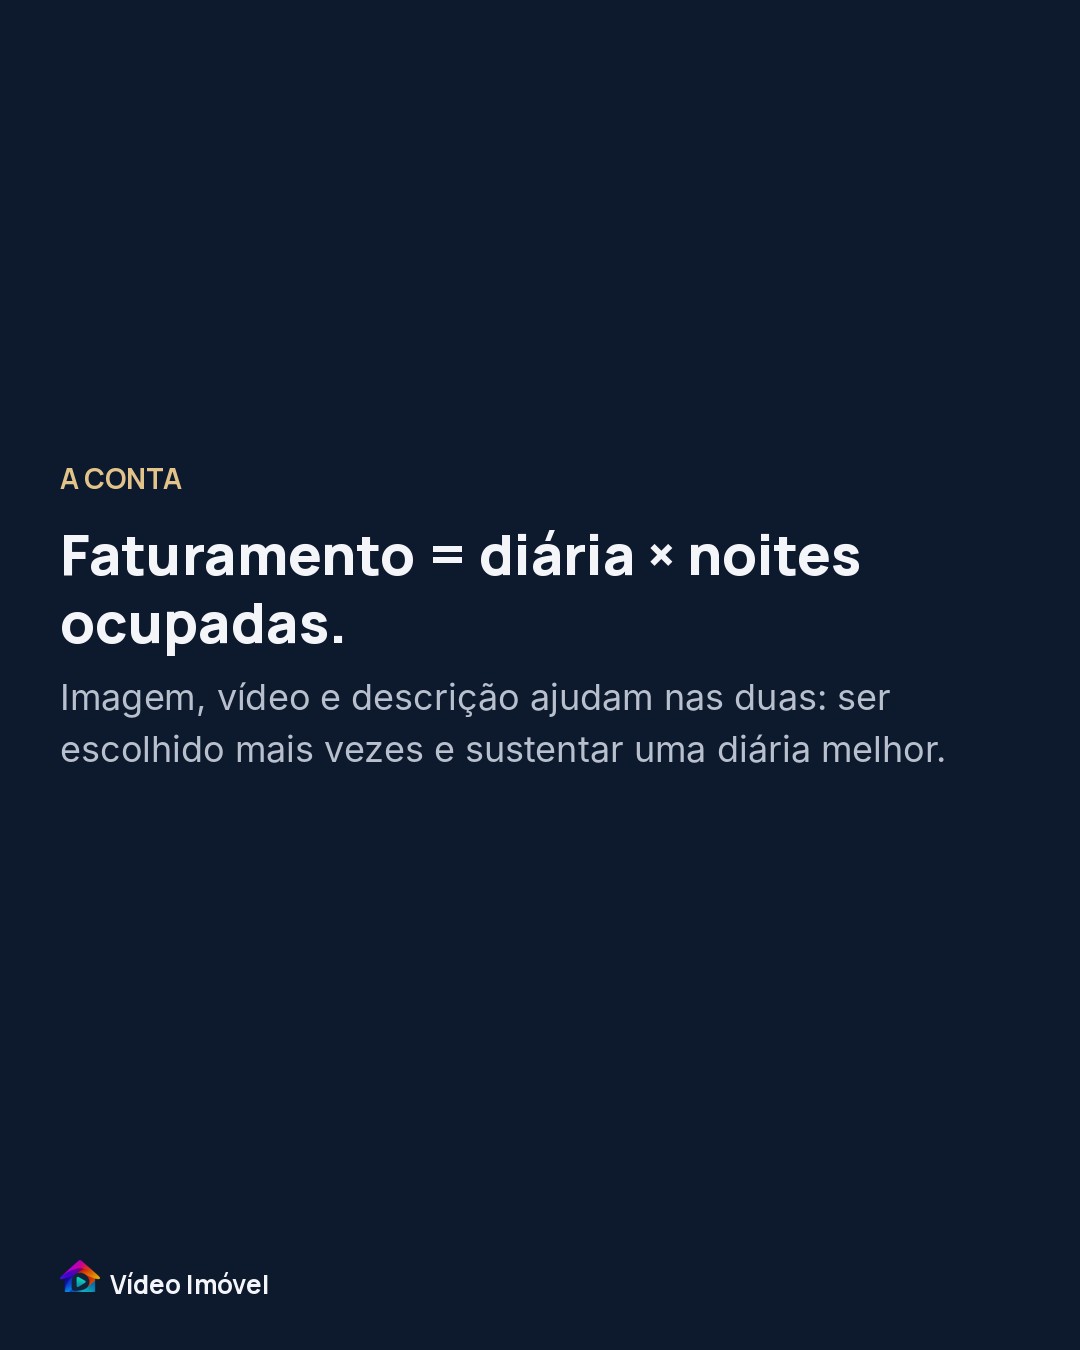 A CONTA
Faturamento = diária × noites
ocupadas.
Imagem, vídeo e descrição ajudam nas duas: ser
escolhido mais vezes e sustentar uma diária melhor.
Vídeo Imóvel